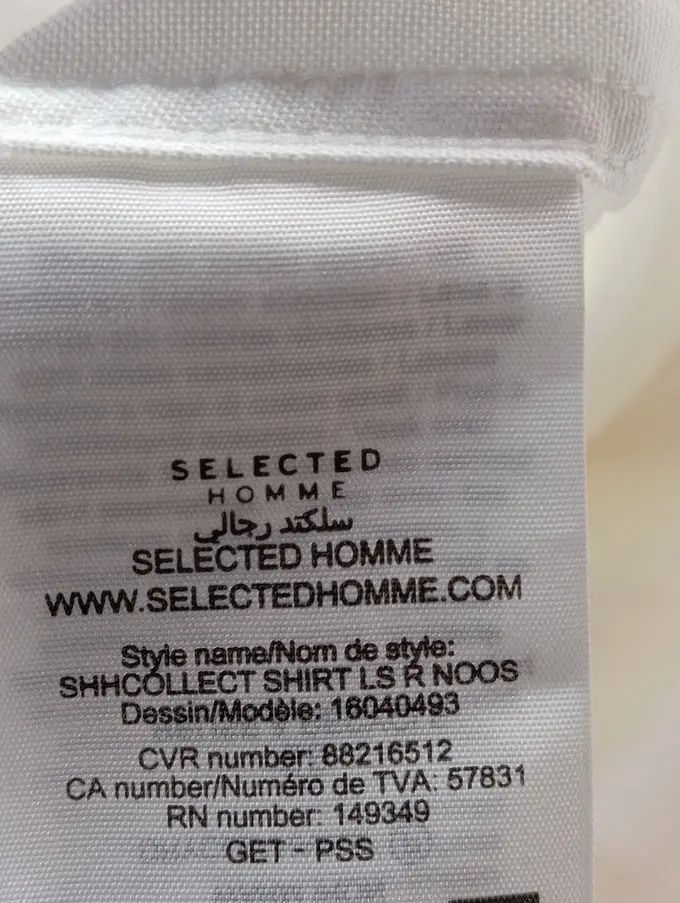 SELECTED
HOMME
سلكتد رجالي
SELECTED HOMME
WWW.SELECTEDHOMME.COM
Style name/Nom de style:
SHHCOLLECT SHIRT LS R NOOS
Dessin/Modèle: 16040493
CVR number: 88216512
CA number/Numéro de TVA: 57831
RN number: 149349
GET - PSS